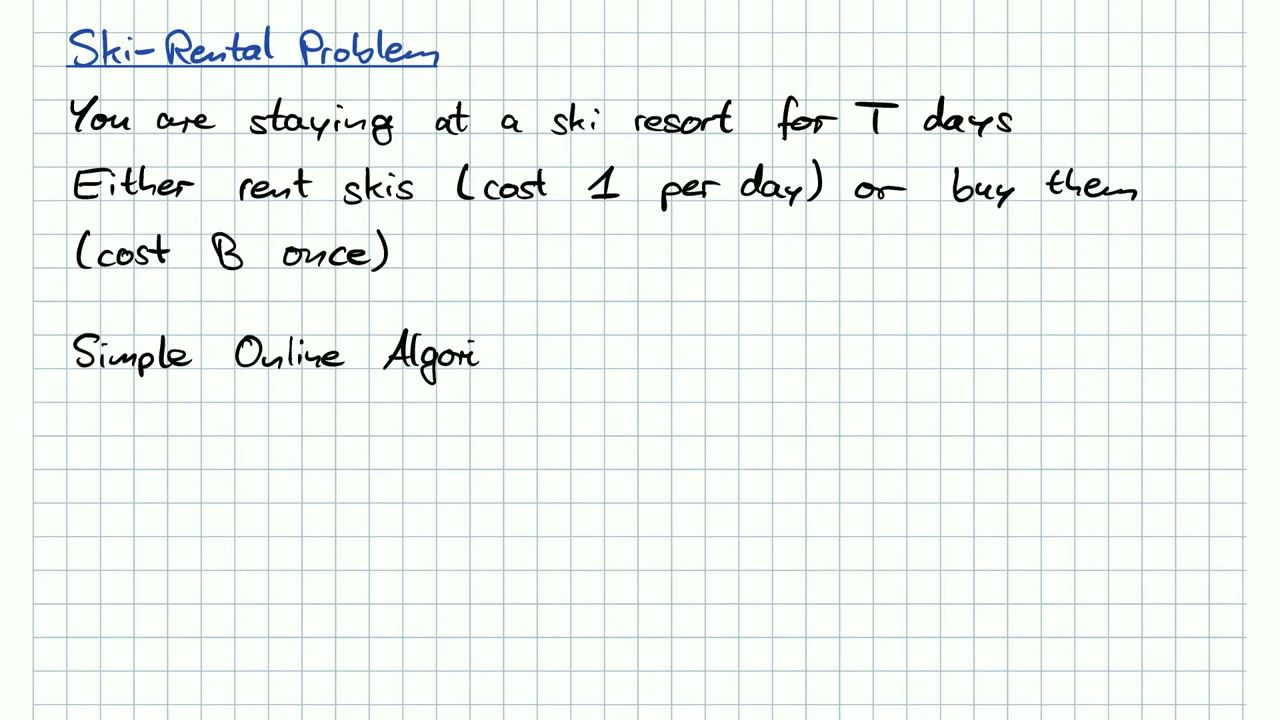 Ski-Rental Problem
You are staying at a ski resort for T days
Either rent skis (cost 1 per day) or buy them
(cost B once)
Simple Online Algori